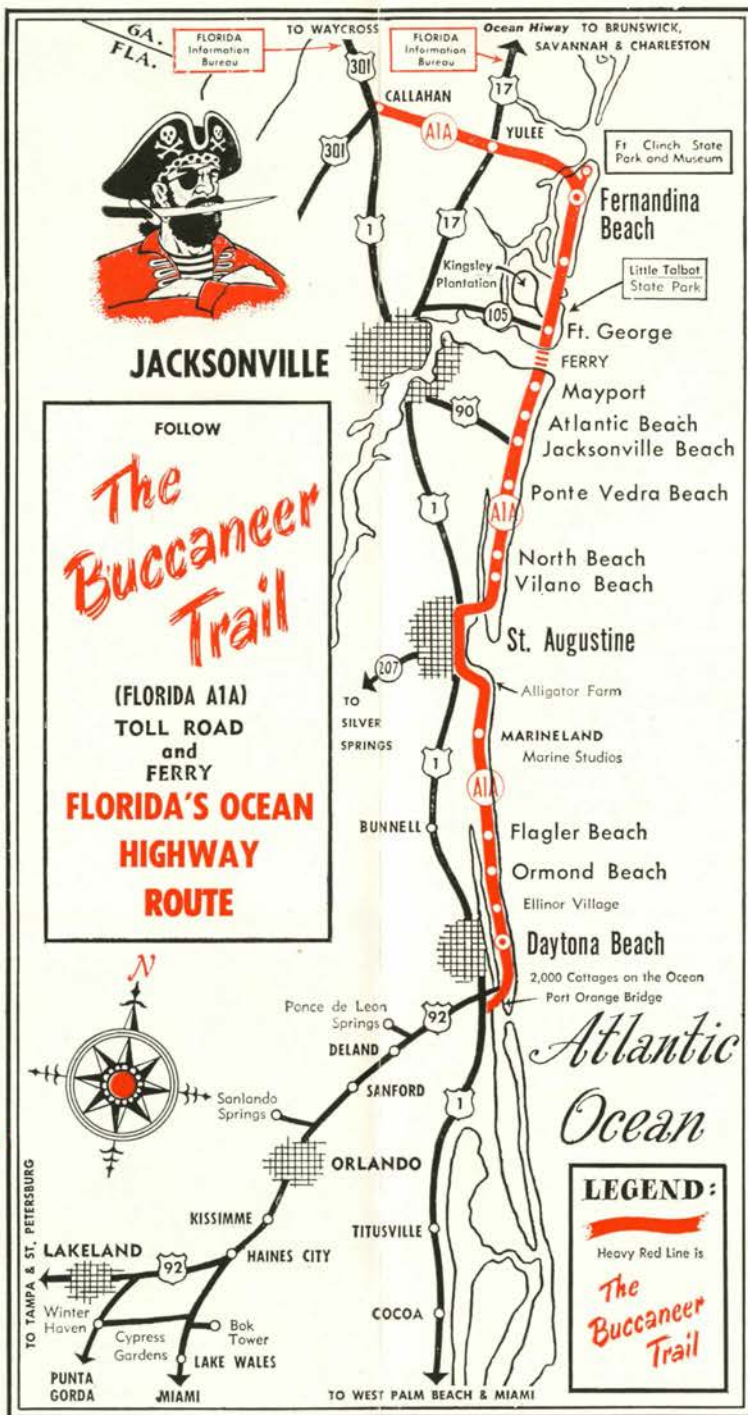 GA.
FLA.
FLORIDA
Information
Bureau
TO WAYCROSS
FLORIDA
Information
Bureau
Ocean Hiway TO BRUNSWICK,
SAVANNAH & CHARLESTON
301
17
CALLAHAN
A1A
YULEE
Ft Clinch State
Park and Museum
301
1
17
Fernandina
Beach
Kingsley
Plantation
Little Talbot
State Park
105
Ft. George
FERRY
JACKSONVILLE
Mayport
90
Atlantic Beach
Jacksonville Beach
FOLLOW
The
Buccaneer
Trail
(FLORIDA A1A)
TOLL ROAD
and
FERRY
FLORIDA'S OCEAN
HIGHWAY
ROUTE
Ponte Vedra Beach
1
A1A
North Beach
Vilano Beach
St. Augustine
207
TO
SILVER
SPRINGS
Alligator Farm
MARINELAND
Marine Studios
1
A1A
BUNNELL
Flagler Beach
Ormond Beach
Ellinor Village
Daytona Beach
2,000 Cottages on the Ocean
Port Orange Bridge
N
Ponce de Leon
Springs
92
DELAND
SANFORD
1
Sanlando
Springs
ORLANDO
Atlantic
Ocean
KISSIMME
TITUSVILLE
TO TAMPA & ST. PETERSBURG
LAKELAND
92
HAINES CITY
Winter
Haven
Cypress
Gardens
Bok
Tower
LAKE WALES
COCOA
PUNTA
GORDA
MIAMI
TO WEST PALM BEACH & MIAMI
LEGEND:
Heavy Red Line is
The
Buccaneer
Trail